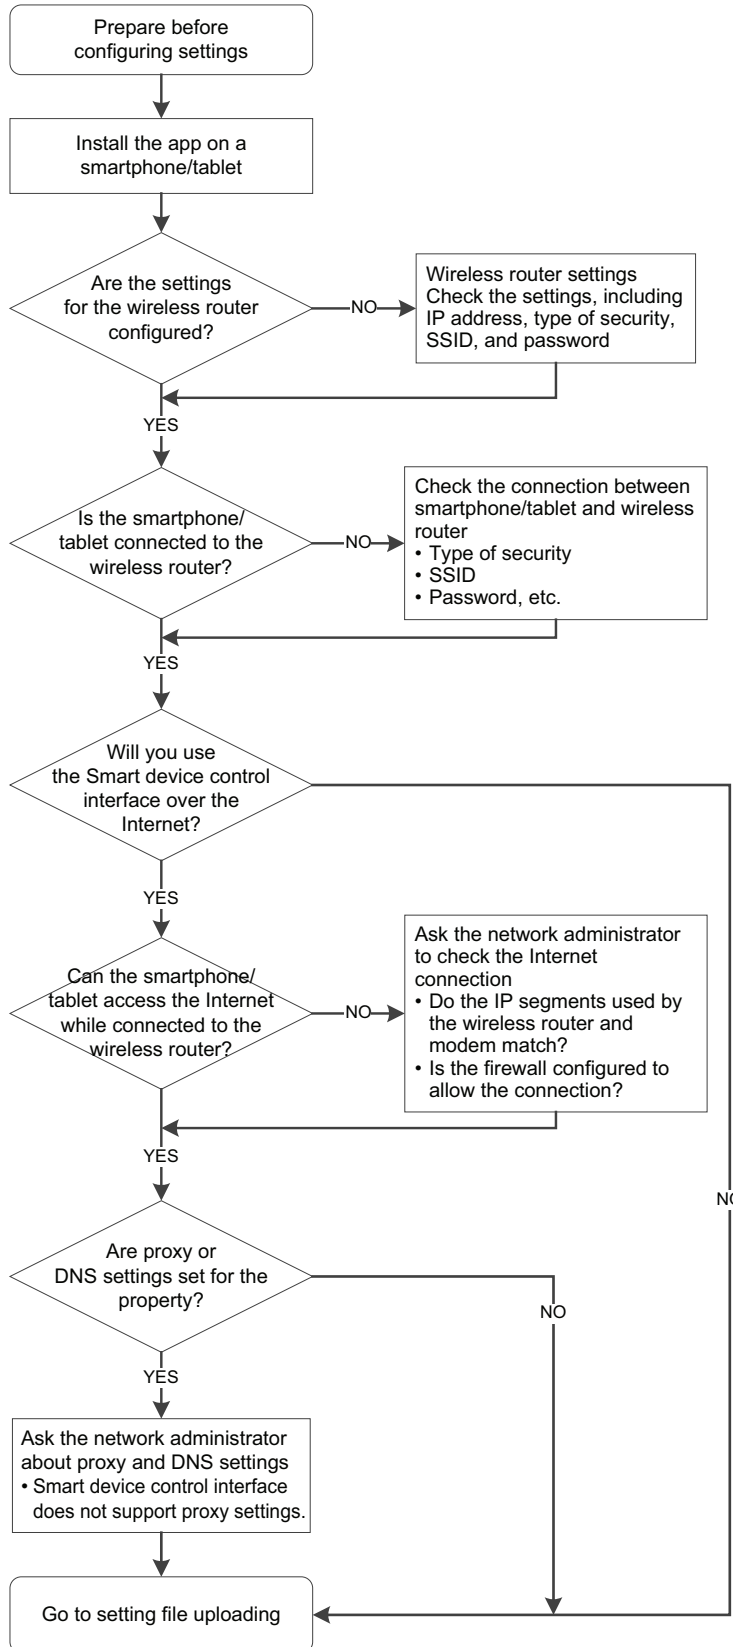 Prepare before
configuring settings
Install the app on a
smartphone/tablet
Are the settings
for the wireless router
configured?
NO
Wireless router settings
Check the settings, including
IP address, type of security,
SSID, and password
YES
Is the smartphone/
tablet connected to the
wireless router?
NO
Check the connection between
smartphone/tablet and wireless
router
• Type of security
• SSID
• Password, etc.
YES
Will you use
the Smart device control
interface over the
Internet?
YES
Can the smartphone/
tablet access the Internet
while connected to the
wireless router?
NO
Ask the network administrator
to check the Internet
connection
• Do the IP segments used by
the wireless router and
modem match?
• Is the firewall configured to
allow the connection?
YES
NO
Are proxy or
DNS settings set for the
property?
NO
YES
Ask the network administrator
about proxy and DNS settings
• Smart device control interface
does not support proxy settings.
Go to setting file uploading